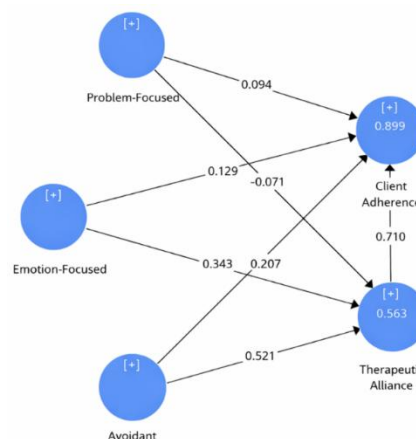 [+]
Problem-Focused
0.094
[+]
0.899
Client
Adherence
[+]
Emotion-Focused
0.129
-0.071
0.710
0.343
0.207
[+]
0.563
Therapeuti
Alliance
0.521
[+]
Avoidant